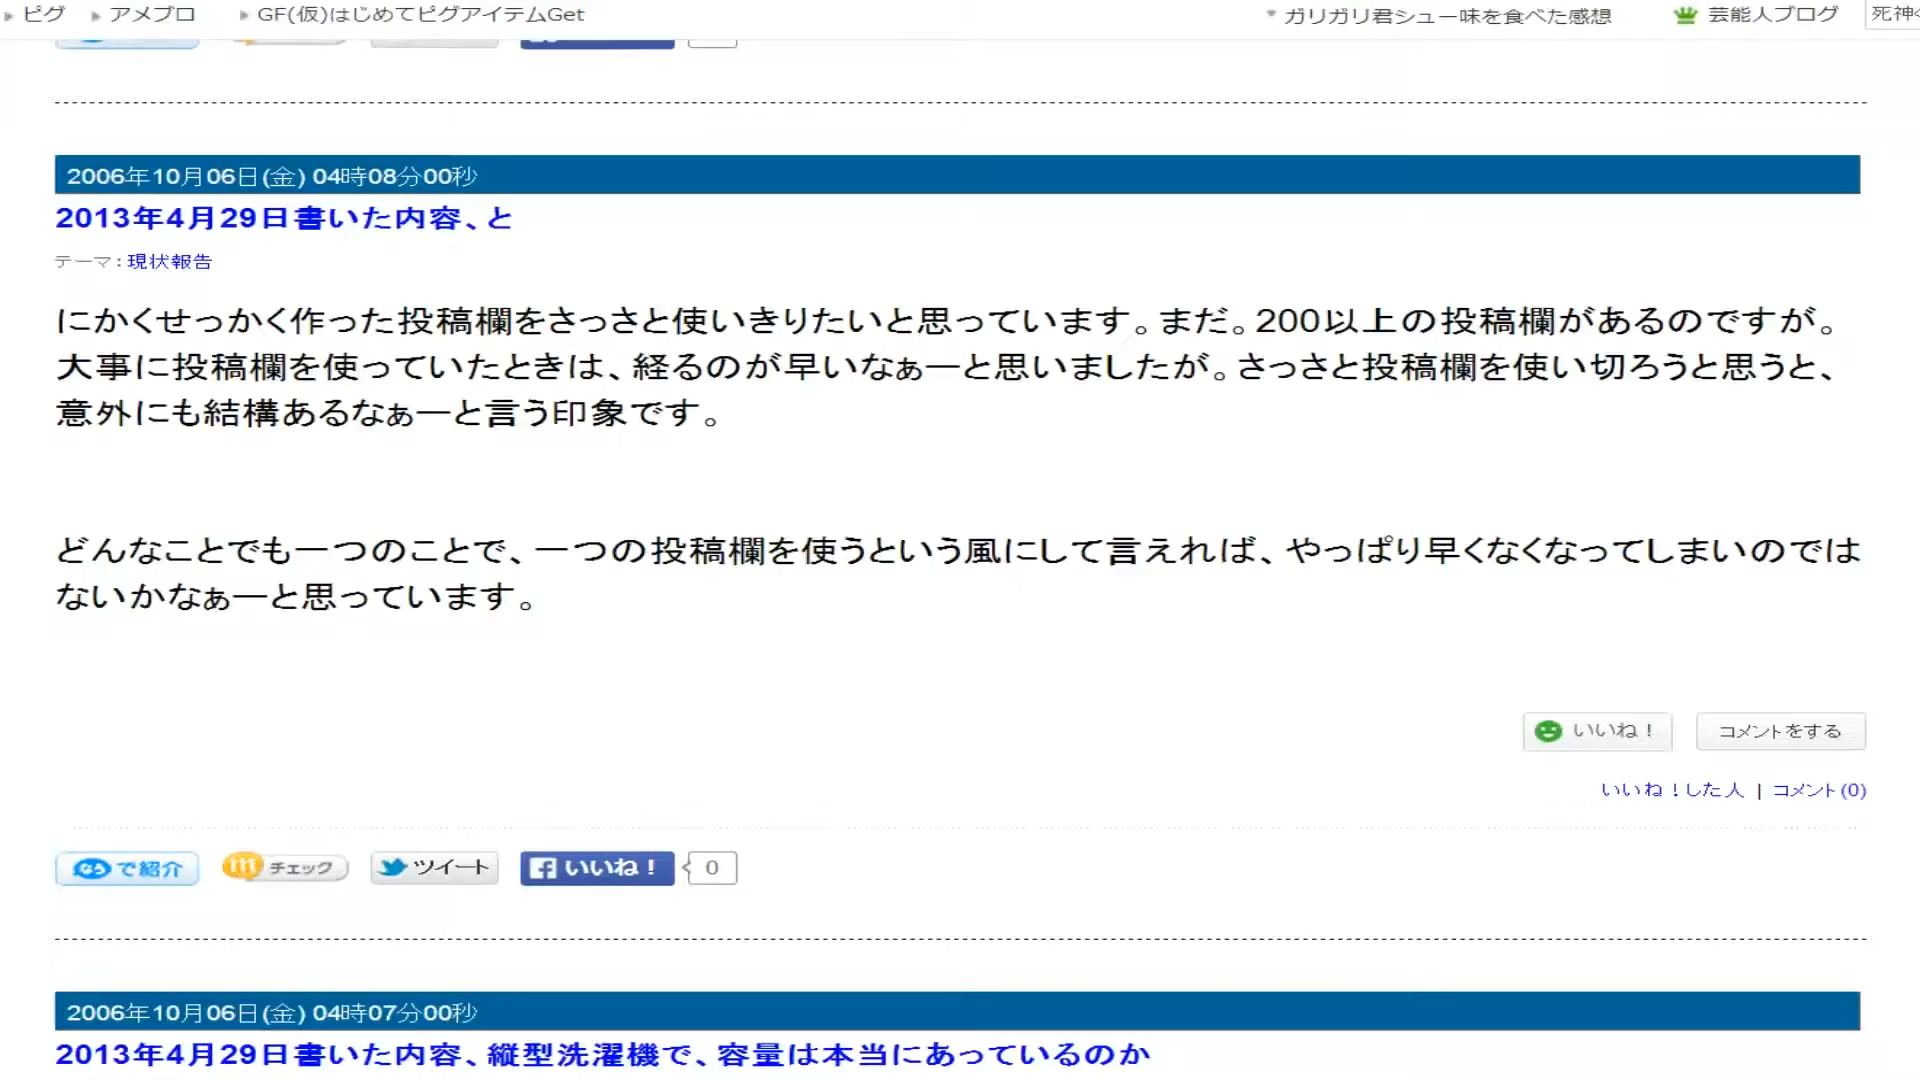 ピグ アメブロ GF(仮)はじめてピグアイテムGet ガリガリ君シュー味を食べた感想 芸能人ブログ 死神
2006年10月06日(金) 04時08分00秒
2013年4月29日書いた内容、と
テーマ:現状報告
にかくせっかく作った投稿欄をさっさと使いきりたいと思っています。まだ。200以上の投稿欄があるのですが。
大事に投稿欄を使っていたときは、経るのが早いなぁーと思いましたが。さっさと投稿欄を使い切ろうと思うと、
意外にも結構あるなぁーと言う印象です。
どんなことでも一つのことで、一つの投稿欄を使うという風にして言えれば、やっぱり早くなくなってしまいのでは
ないかなぁーと思っています。
いいね! コメントをする
いいね!した人 | コメント(0)
で紹介 チェック ツイート いいね! 0
2006年10月06日(金) 04時07分00秒
2013年4月29日書いた内容、縦型洗濯機で、容量は本当にあっているのか